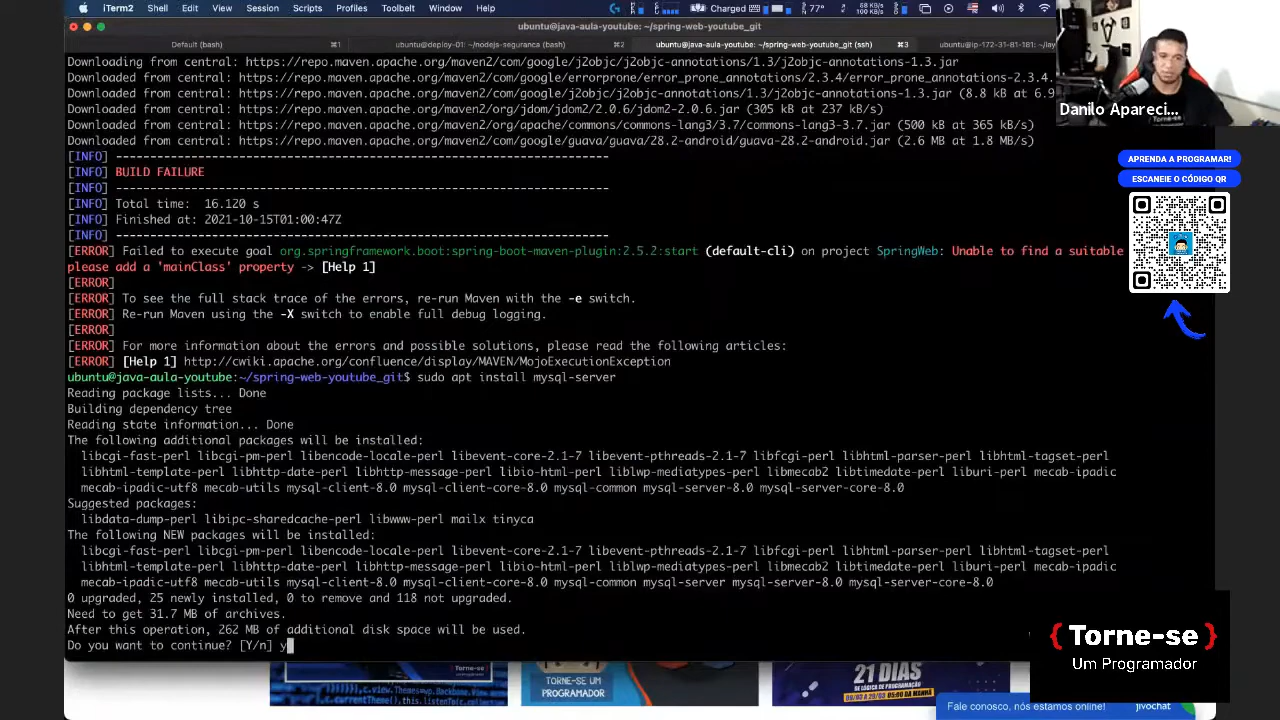 iTerm2 Shell Edit View Session Scripts Profiles Toolbelt Window Help
Charged
77%
ubuntu@java-aula-youtube: ~/spring-web-youtube_git
Default (bash) ⌘1 ubuntu@deploy-01: ~/nodejs-seguranca (bash) ⌘2 ubuntu@java-aula-youtube: ~/spring-web-youtube_git (ssh) ⌘3 ubuntu@ip-172-31-81-181: ~/lay
Downloading from central: https://repo.maven.apache.org/maven2/com/google/j2objc/j2objc-annotations/1.3/j2objc-annotations-1.3.jar
Downloaded from central: https://repo.maven.apache.org/maven2/com/google/errorprone/error_prone_annotations/2.3.4/error_prone_annotations-2.3.4.
Downloaded from central: https://repo.maven.apache.org/maven2/com/google/j2objc/j2objc-annotations/1.3/j2objc-annotations-1.3.jar (8.8 kB at 6.9
Downloaded from central: https://repo.maven.apache.org/maven2/org/jdom/jdom2/2.0.6/jdom2-2.0.6.jar (305 kB at 237 kB/s)
Downloaded from central: https://repo.maven.apache.org/maven2/org/apache/commons/commons-lang3/3.7/commons-lang3-3.7.jar (500 kB at 365 kB/s)
Downloaded from central: https://repo.maven.apache.org/maven2/com/google/guava/guava/28.2-android/guava-28.2-android.jar (2.6 MB at 1.8 MB/s)
[INFO] ------------------------------------------------------------------------
[INFO] BUILD FAILURE
[INFO] ------------------------------------------------------------------------
[INFO] Total time:  16.120 s
[INFO] Finished at: 2021-10-15T01:00:47Z
[INFO] ------------------------------------------------------------------------
[ERROR] Failed to execute goal org.springframework.boot:spring-boot-maven-plugin:2.5.2:start (default-cli) on project SpringWeb: Unable to find a suitable
please add a 'mainClass' property -> [Help 1]
[ERROR]
[ERROR] To see the full stack trace of the errors, re-run Maven with the -e switch.
[ERROR] Re-run Maven using the -X switch to enable full debug logging.
[ERROR]
[ERROR] For more information about the errors and possible solutions, please read the following articles:
[ERROR] [Help 1] http://cwiki.apache.org/confluence/display/MAVEN/MojoExecutionException
ubuntu@java-aula-youtube:~/spring-web-youtube_git$ sudo apt install mysql-server
Reading package lists... Done
Building dependency tree
Reading state information... Done
The following additional packages will be installed:
libcgi-fast-perl libcgi-pm-perl libencode-locale-perl libevent-core-2.1-7 libevent-pthreads-2.1-7 libfcgi-perl libhtml-parser-perl libhtml-tagset-perl
libhtml-template-perl libhttp-date-perl libhttp-message-perl libio-html-perl liblwp-mediatypes-perl libmecab2 libtimedate-perl liburi-perl mecab-ipadic
mecab-ipadic-utf8 mecab-utils mysql-client-8.0 mysql-client-core-8.0 mysql-common mysql-server-8.0 mysql-server-core-8.0
Suggested packages:
libdata-dump-perl libipc-sharedcache-perl libwww-perl mailx tinyca
The following NEW packages will be installed:
libcgi-fast-perl libcgi-pm-perl libencode-locale-perl libevent-core-2.1-7 libevent-pthreads-2.1-7 libfcgi-perl libhtml-parser-perl libhtml-tagset-perl
libhtml-template-perl libhttp-date-perl libhttp-message-perl libio-html-perl liblwp-mediatypes-perl libmecab2 libtimedate-perl liburi-perl mecab-ipadic
mecab-ipadic-utf8 mecab-utils mysql-client-8.0 mysql-client-core-8.0 mysql-common mysql-server mysql-server-8.0 mysql-server-core-8.0
0 upgraded, 25 newly installed, 0 to remove and 118 not upgraded.
Need to get 31.7 MB of archives.
After this operation, 262 MB of additional disk space will be used.
Do you want to continue? [Y/n] y
Danilo Apareci...
APRENDA A PROGRAMAR!
ESCANEIE O CÓDIGO QR
{ Torne-se }
Um Programador
TORNE-SE UM
PROGRAMADOR
21 DIAS
DE LÓGICA DE PROGRAMAÇÃO
Fale conosco, nós estamos online! jivochat